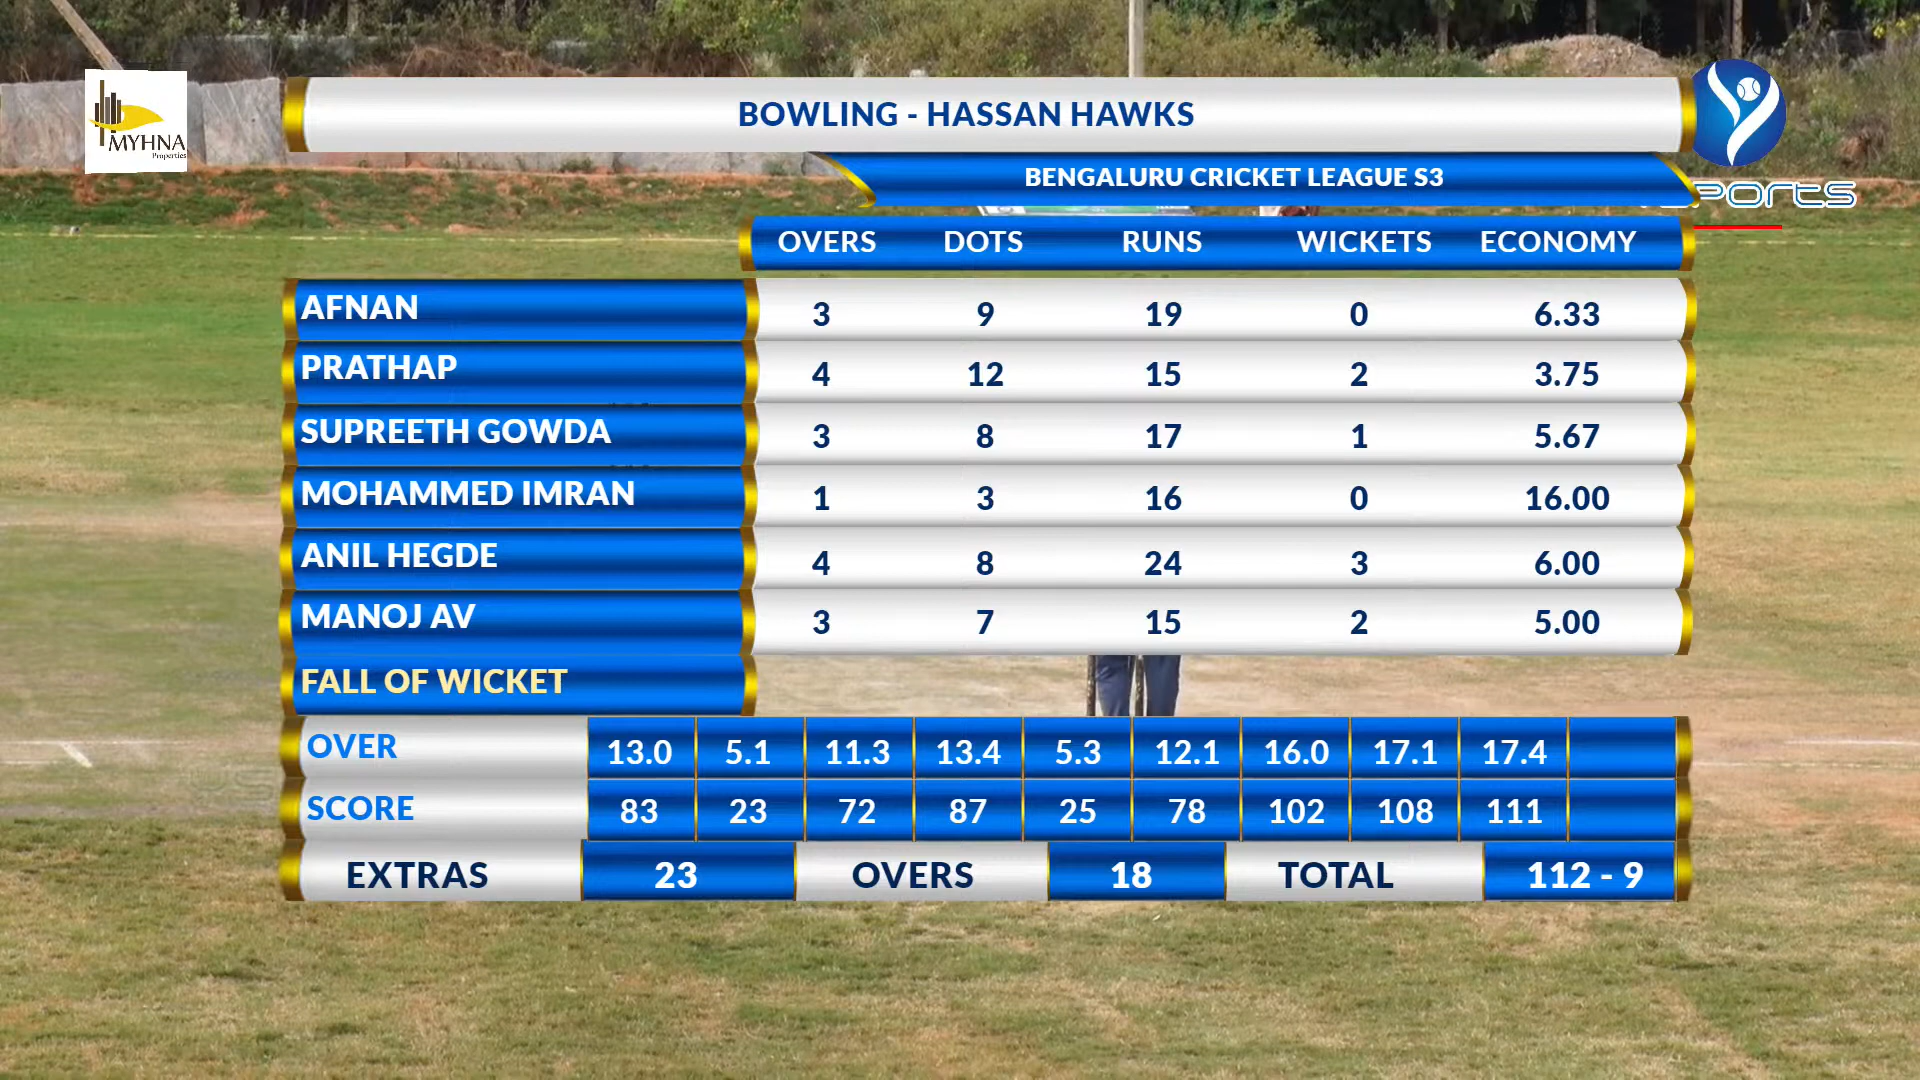 BOWLING - HASSAN HAWKS
MYHNA
Properties
BENGALURU CRICKET LEAGUE S3
PORTS
OVERS DOTS RUNS WICKETS ECONOMY
AFNAN 3 9 19 0 6.33
PRATHAP 4 12 15 2 3.75
SUPREETH GOWDA 3 8 17 1 5.67
MOHAMMED IMRAN 1 3 16 0 16.00
ANIL HEGDE 4 8 24 3 6.00
MANOJ AV 3 7 15 2 5.00
FALL OF WICKET
OVER 13.0 5.1 11.3 13.4 5.3 12.1 16.0 17.1 17.4
SCORE 83 23 72 87 25 78 102 108 111
EXTRAS 23 OVERS 18 TOTAL 112 - 9